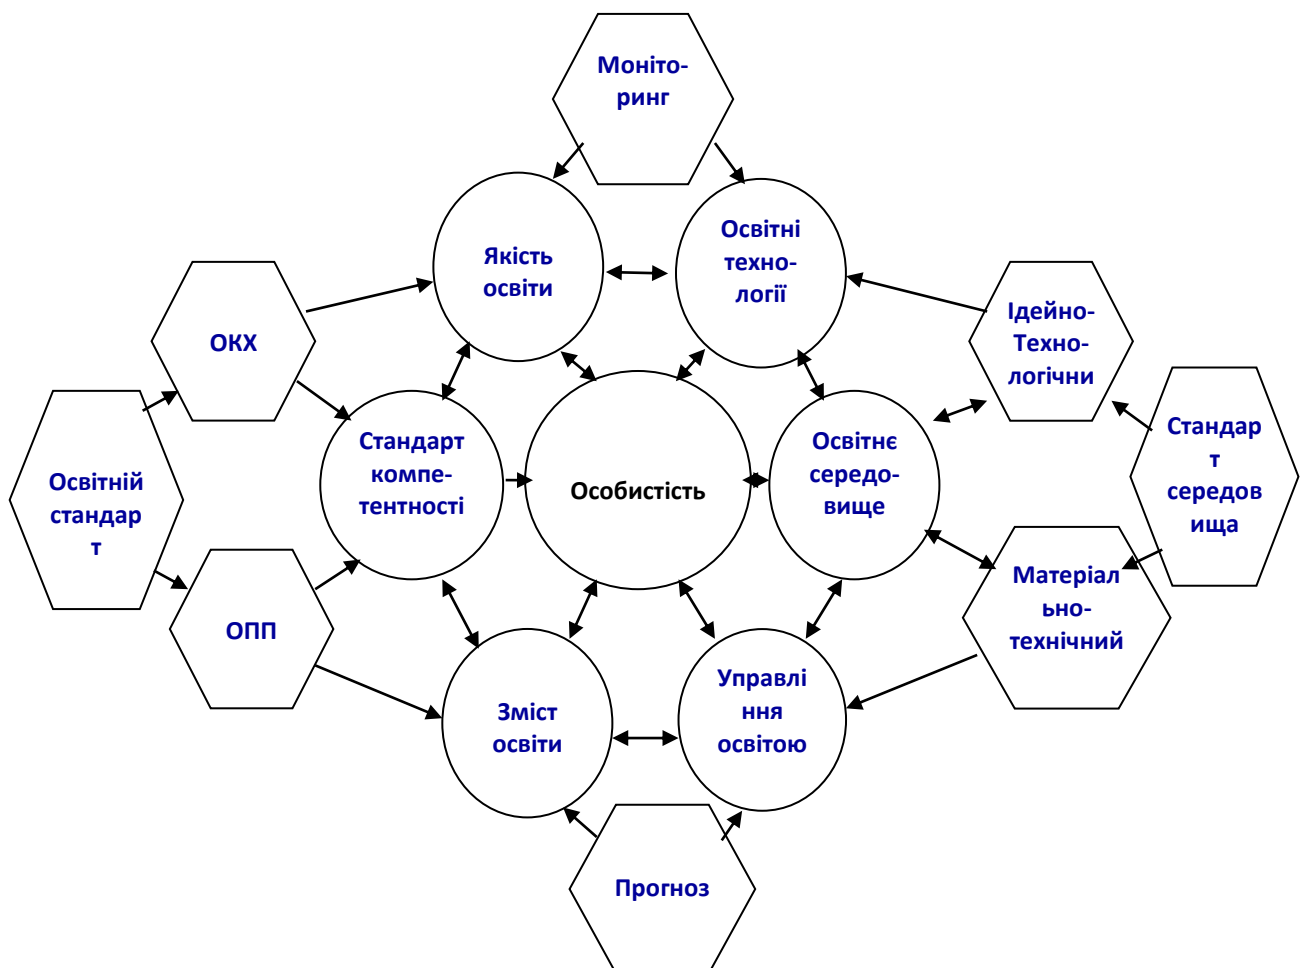 Моніто-
ринг
Якість
освіти
Освітні
техно-
логії
ОКХ
Ідейно-
Техно-
логічни
Освітній
стандар
т
Стандарт
компе-
тентності
Особистість
Освітнє
середо-
вище
Стандар
т
середов
ища
ОПП
Матеріал
ьно-
технічний
Зміст
освіти
Управлі
ння
освітою
Прогноз